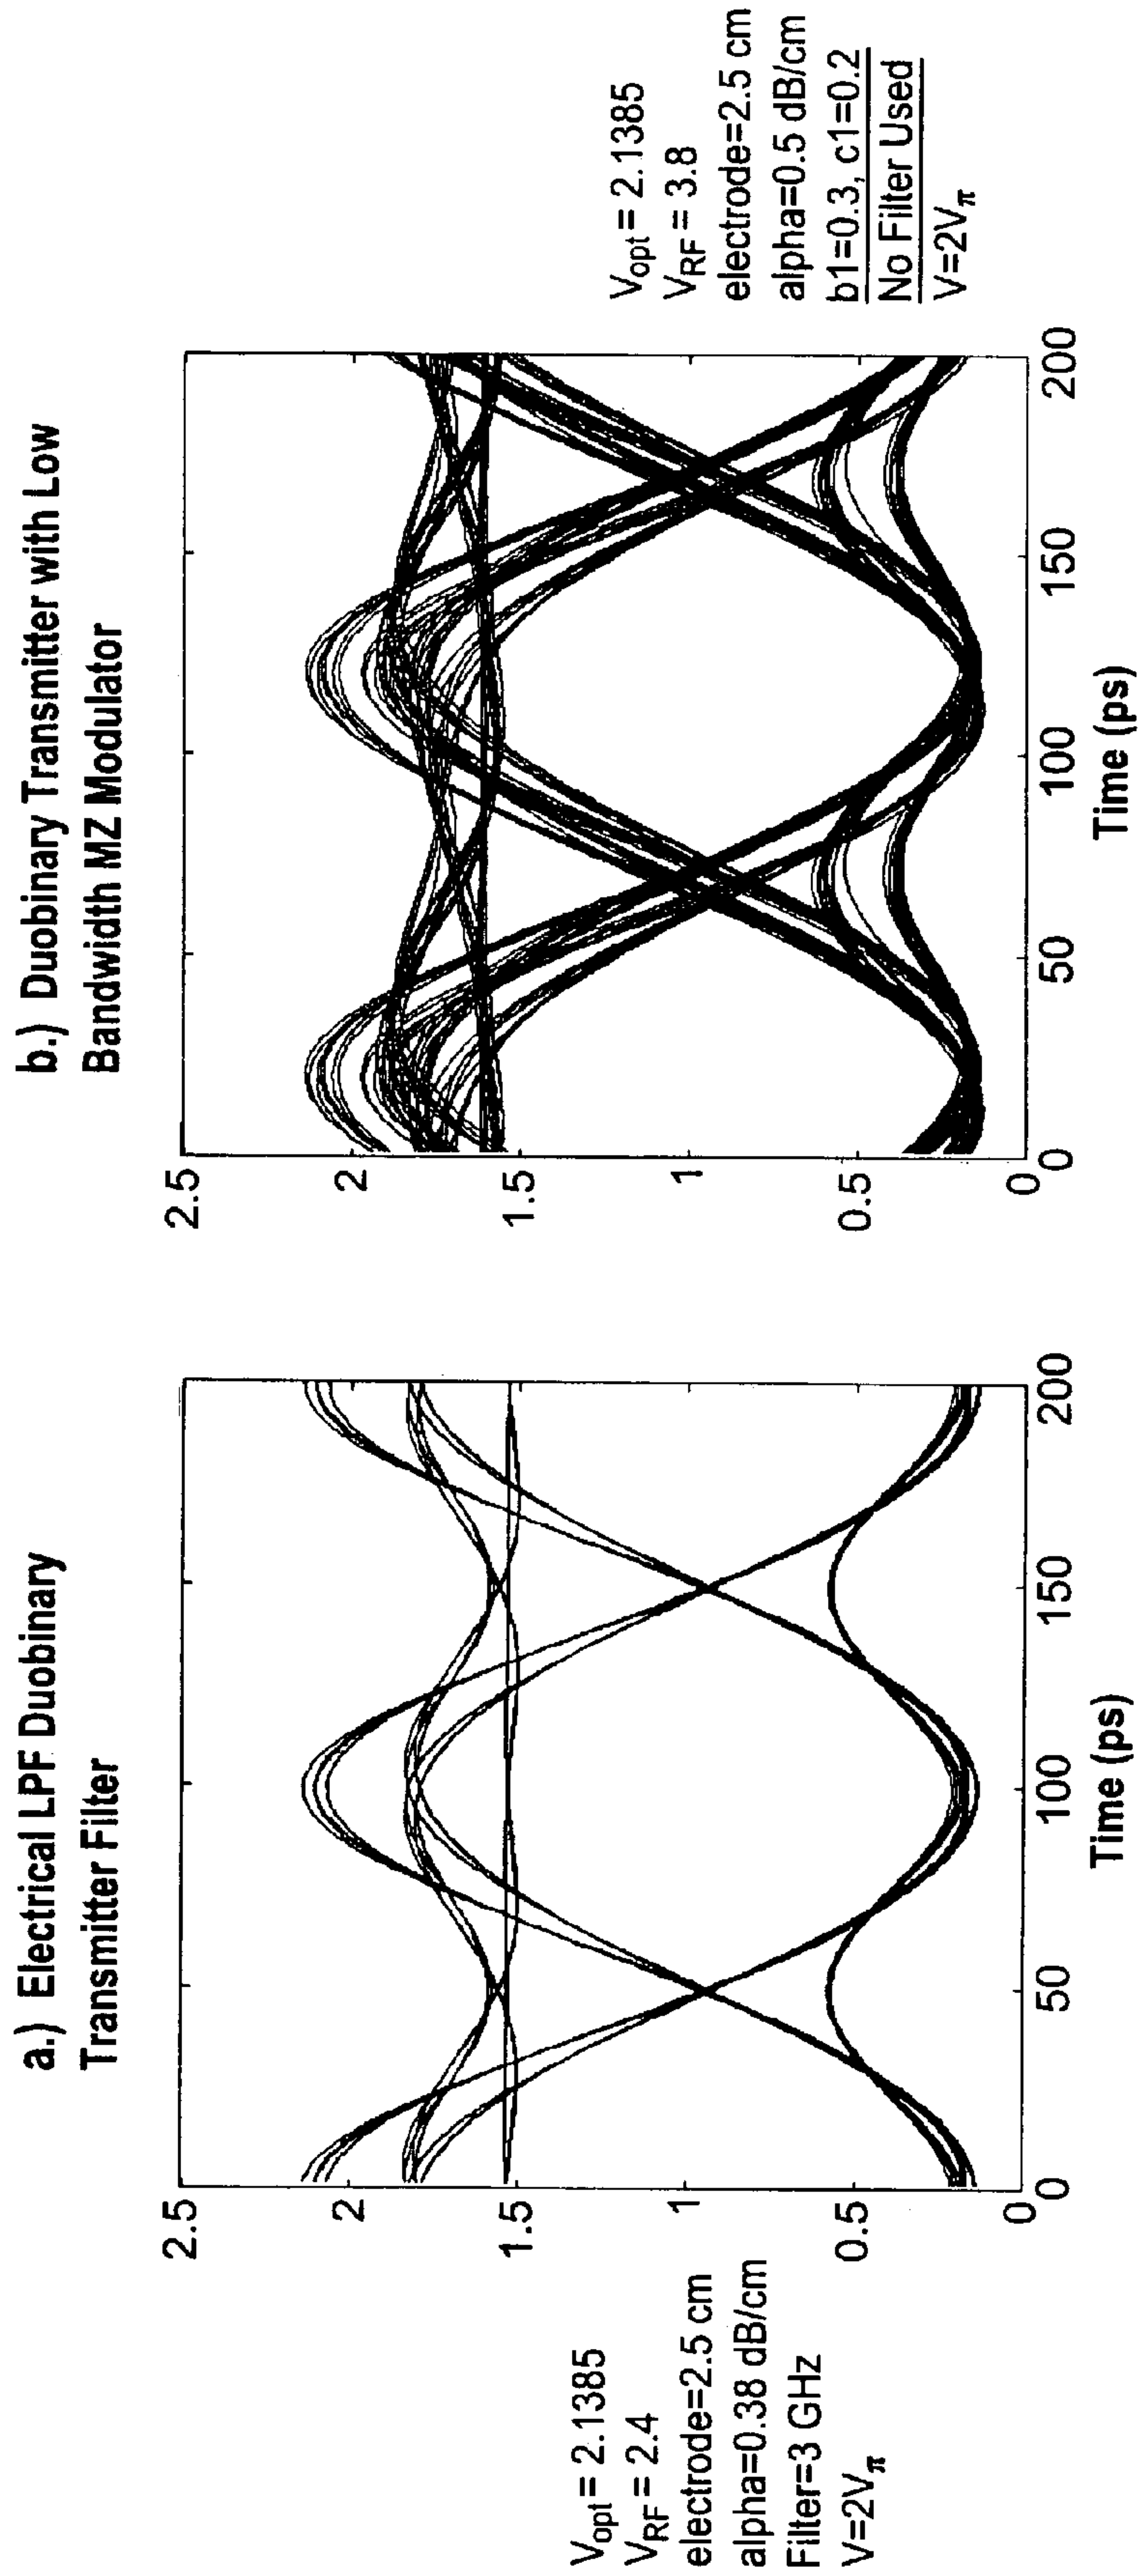 a.) Electrical LPF Duobinary
Transmitter Filter
V_opt = 2.1385
V_RF = 2.4
electrode=2.5 cm
alpha=0.38 dB/cm
Filter=3 GHz
V=2V_π
2.5
2
1.5
1
0.5
0
0 50 100 150 200
Time (ps)
b.) Duobinary Transmitter with Low
Bandwidth MZ Modulator
2.5
2
1.5
1
0.5
0
0 50 100 150 200
Time (ps)
V_opt = 2.1385
V_RF = 3.8
electrode=2.5 cm
alpha=0.5 dB/cm
b1=0.3, c1=0.2
No Filter Used
V=2V_π